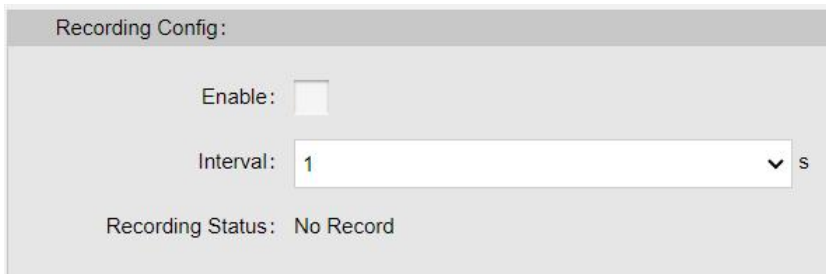 Recording Config:
Enable:
Interval: 1 s
Recording Status: No Record